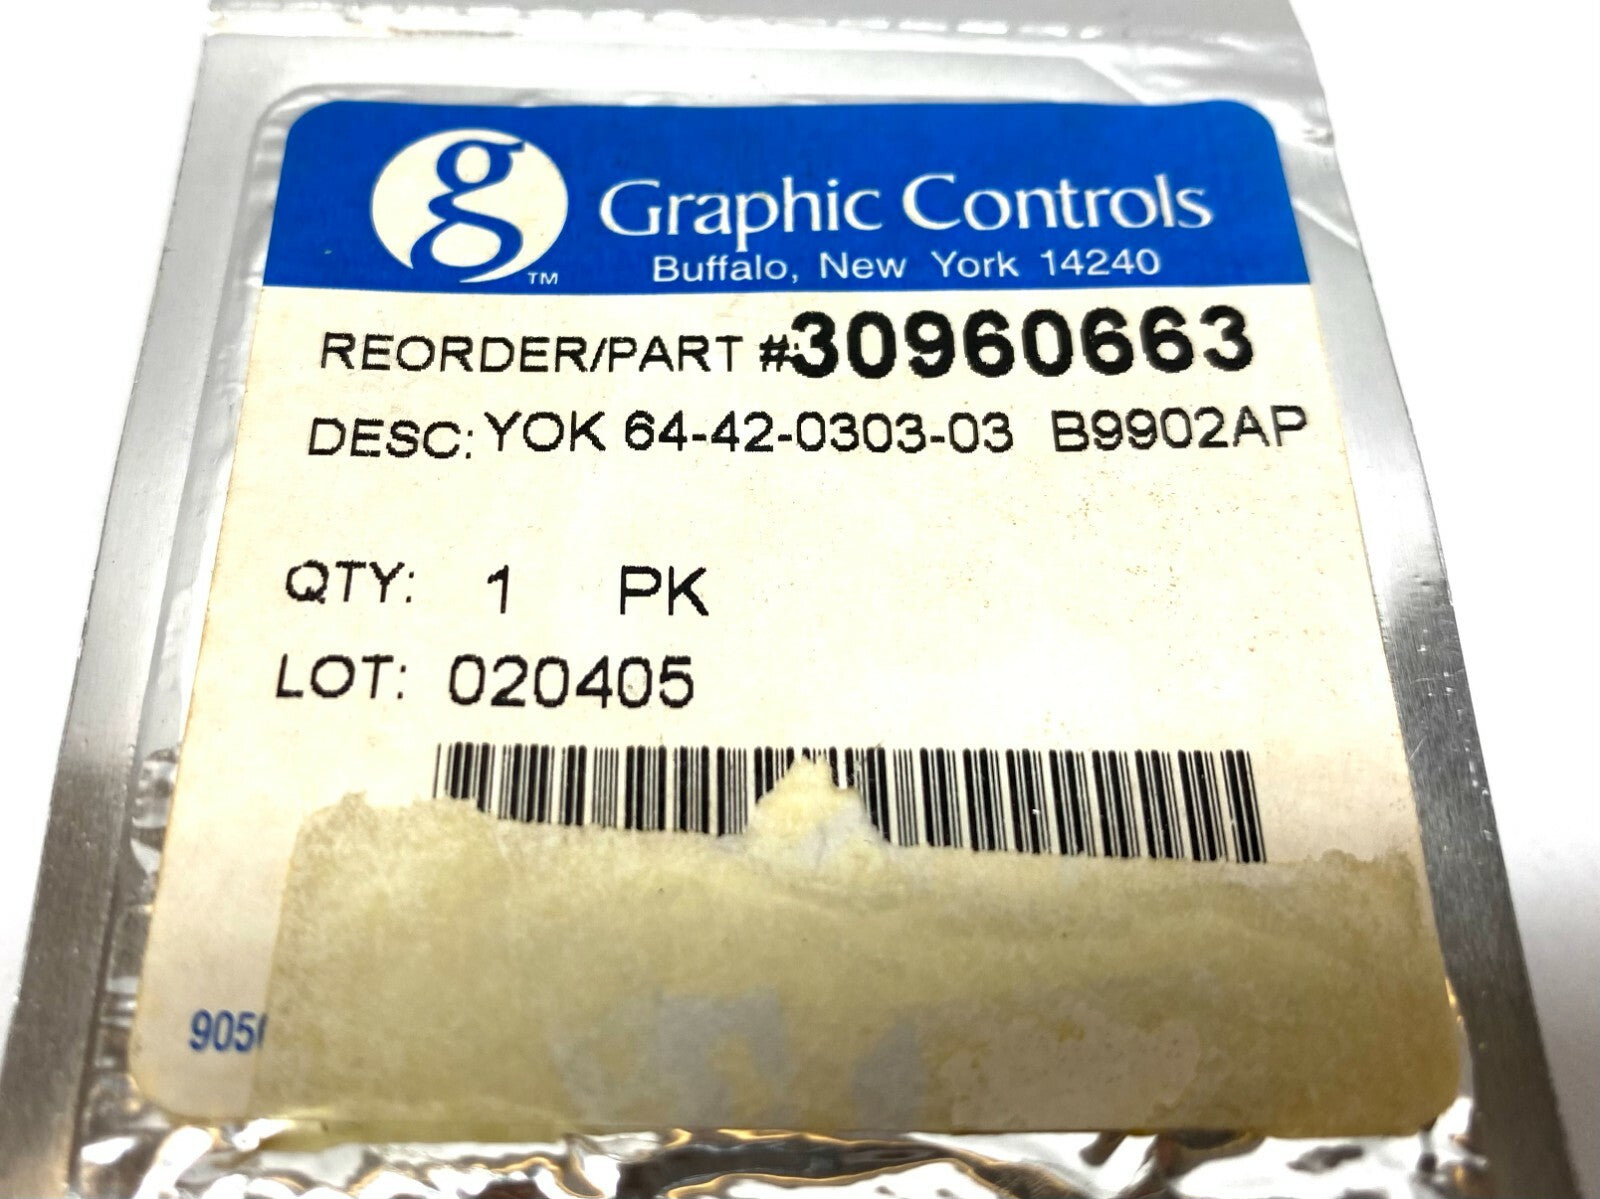 g
TM
Graphic Controls
Buffalo, New York 14240
REORDER/PART #:30960663
DESC: YOK 64-42-0303-03 B9902AP
QTY: 1 PK
LOT: 020405